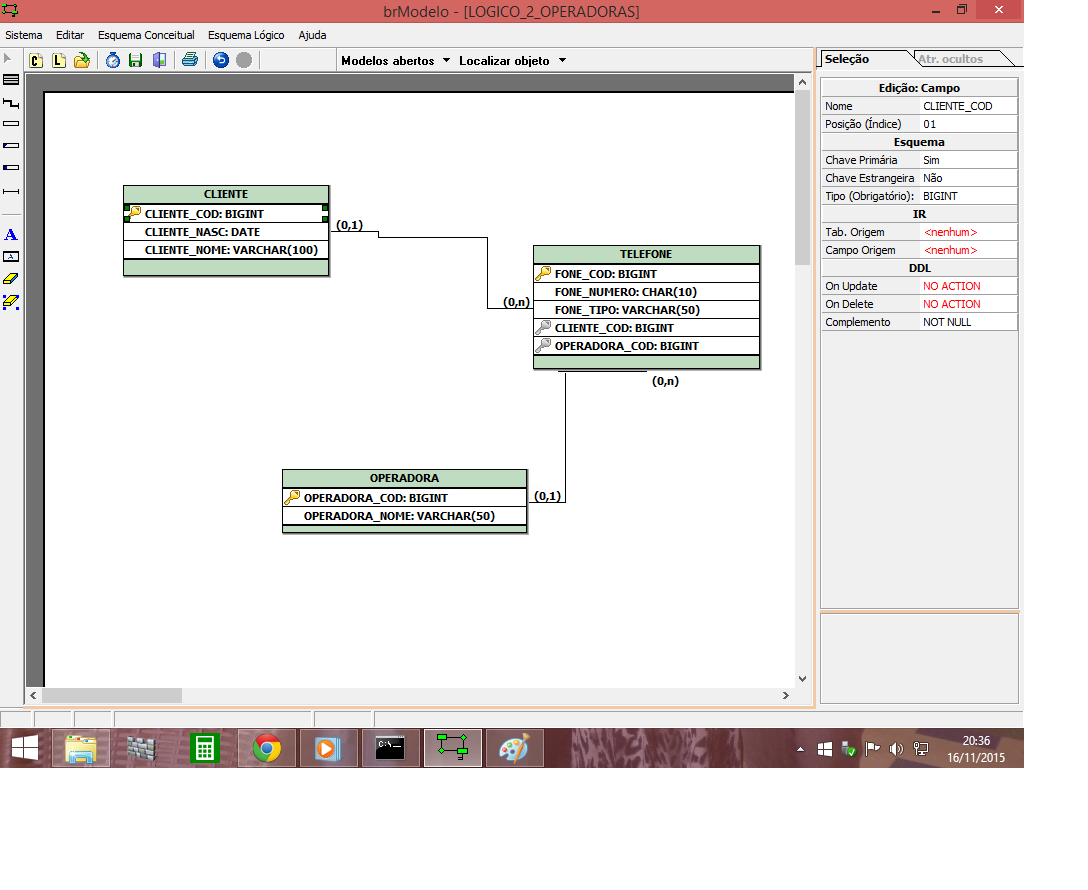 brModelo - [LOGICO_2_OPERADORAS]
Sistema Editar Esquema Conceitual Esquema Lógico Ajuda
C L Modelos abertos Localizar objeto
Seleção Atr. ocultos
Edição: Campo
Nome CLIENTE_COD
Posição (Índice) 01
Esquema
Chave Primária Sim
Chave Estrangeira Não
Tipo (Obrigatório): BIGINT
IR
Tab. Origem <nenhum>
Campo Origem <nenhum>
DDL
On Update NO ACTION
On Delete NO ACTION
Complemento NOT NULL
A
A
CLIENTE
CLIENTE_COD: BIGINT
CLIENTE_NASC: DATE
CLIENTE_NOME: VARCHAR(100)
(0,1)
(0,n)
TELEFONE
FONE_COD: BIGINT
FONE_NUMERO: CHAR(10)
FONE_TIPO: VARCHAR(50)
CLIENTE_COD: BIGINT
OPERADORA_COD: BIGINT
(0,n)
OPERADORA
OPERADORA_COD: BIGINT
OPERADORA_NOME: VARCHAR(50)
(0,1)
C:\_
20:36
16/11/2015